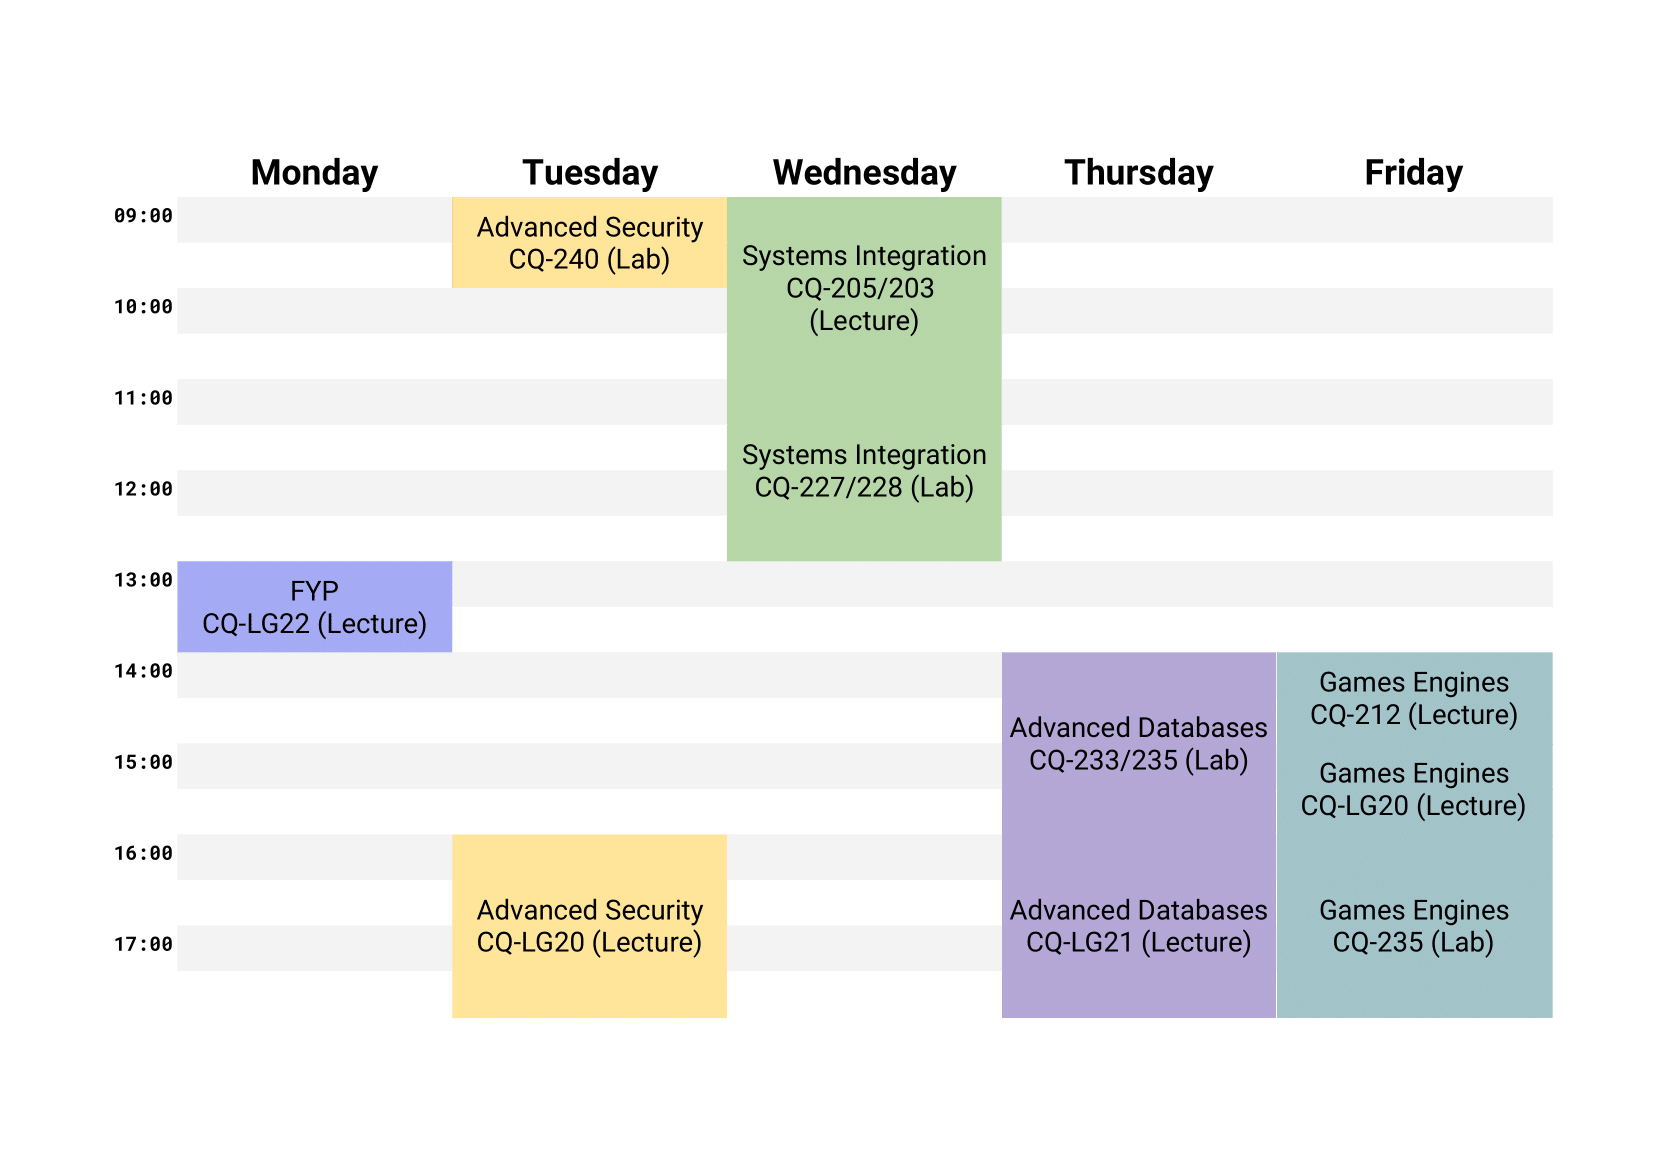 Monday Tuesday Wednesday Thursday Friday
09:00
Advanced Security
CQ-240 (Lab)
Systems Integration
CQ-205/203
(Lecture)
10:00
11:00
Systems Integration
CQ-227/228 (Lab)
12:00
13:00
FYP
CQ-LG22 (Lecture)
14:00
Advanced Databases
CQ-233/235 (Lab)
Games Engines
CQ-212 (Lecture)
15:00
Games Engines
CQ-LG20 (Lecture)
16:00
Advanced Security
CQ-LG20 (Lecture)
Advanced Databases
CQ-LG21 (Lecture)
Games Engines
CQ-235 (Lab)
17:00